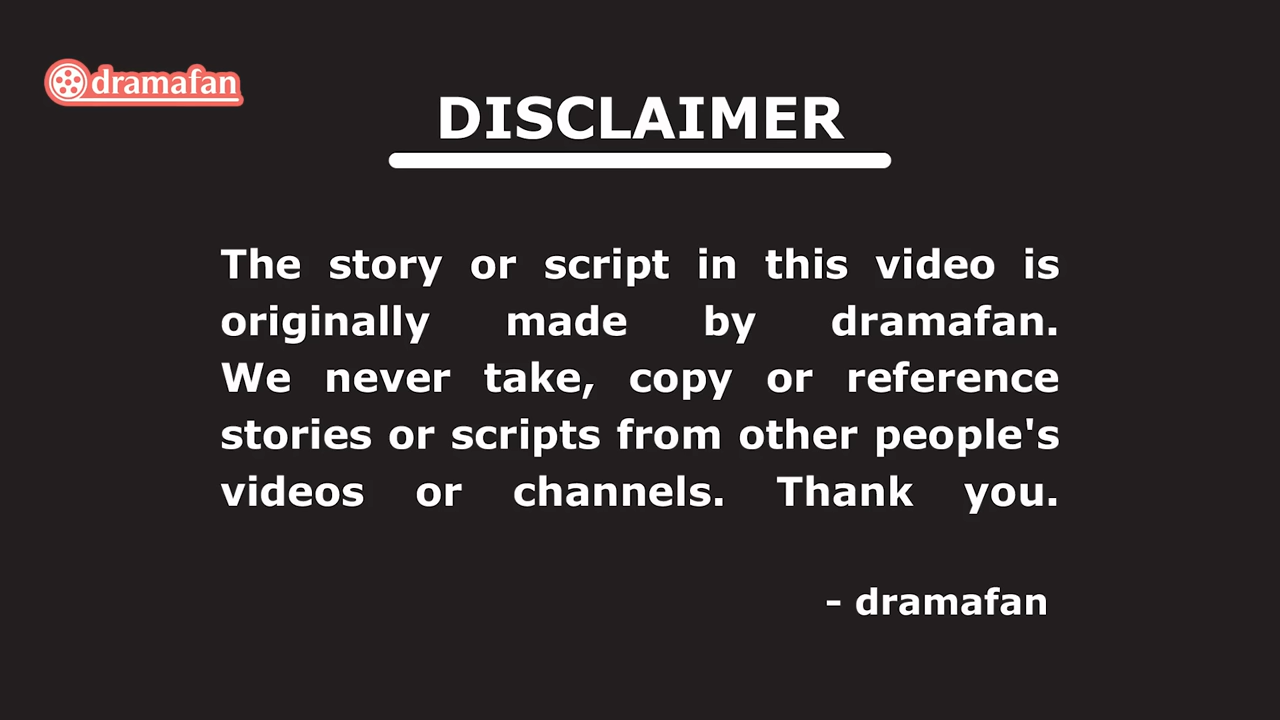 dramafan
DISCLAIMER
The story or script in this video is
originally made by dramafan.
We never take, copy or reference
stories or scripts from other people's
videos or channels. Thank you.
- dramafan